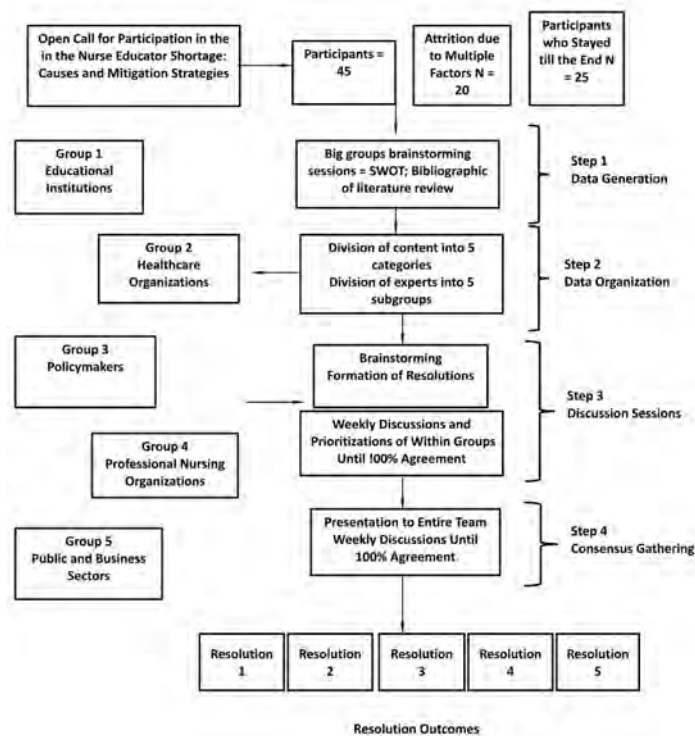 Open Call for Participation in the
in the Nurse Educator Shortage:
Causes and Mitigation Strategies
Participants =
45
Attrition due
to Multiple
Factors N =
20
Participants
who Stayed
till the End N
= 25
Group 1
Educational
Institutions
Big groups brainstorming
sessions = SWOT; Bibliographic
of literature review
Step 1
Data Generation
Group 2
Healthcare
Organizations
Division of content into 5
categories
Division of experts into 5
subgroups
Step 2
Data Organization
Group 3
Policymakers
Brainstorming
Formation of Resolutions
Step 3
Discussion Sessions
Weekly Discussions and
Prioritizations of Within Groups
Until !00% Agreement
Group 4
Professional Nursing
Organizations
Presentation to Entire Team
Weekly Discussions Until
100% Agreement
Step 4
Consensus Gathering
Group 5
Public and Business
Sectors
Resolution
1
Resolution
2
Resolution
3
Resolution
4
Resolution
5
Resolution Outcomes